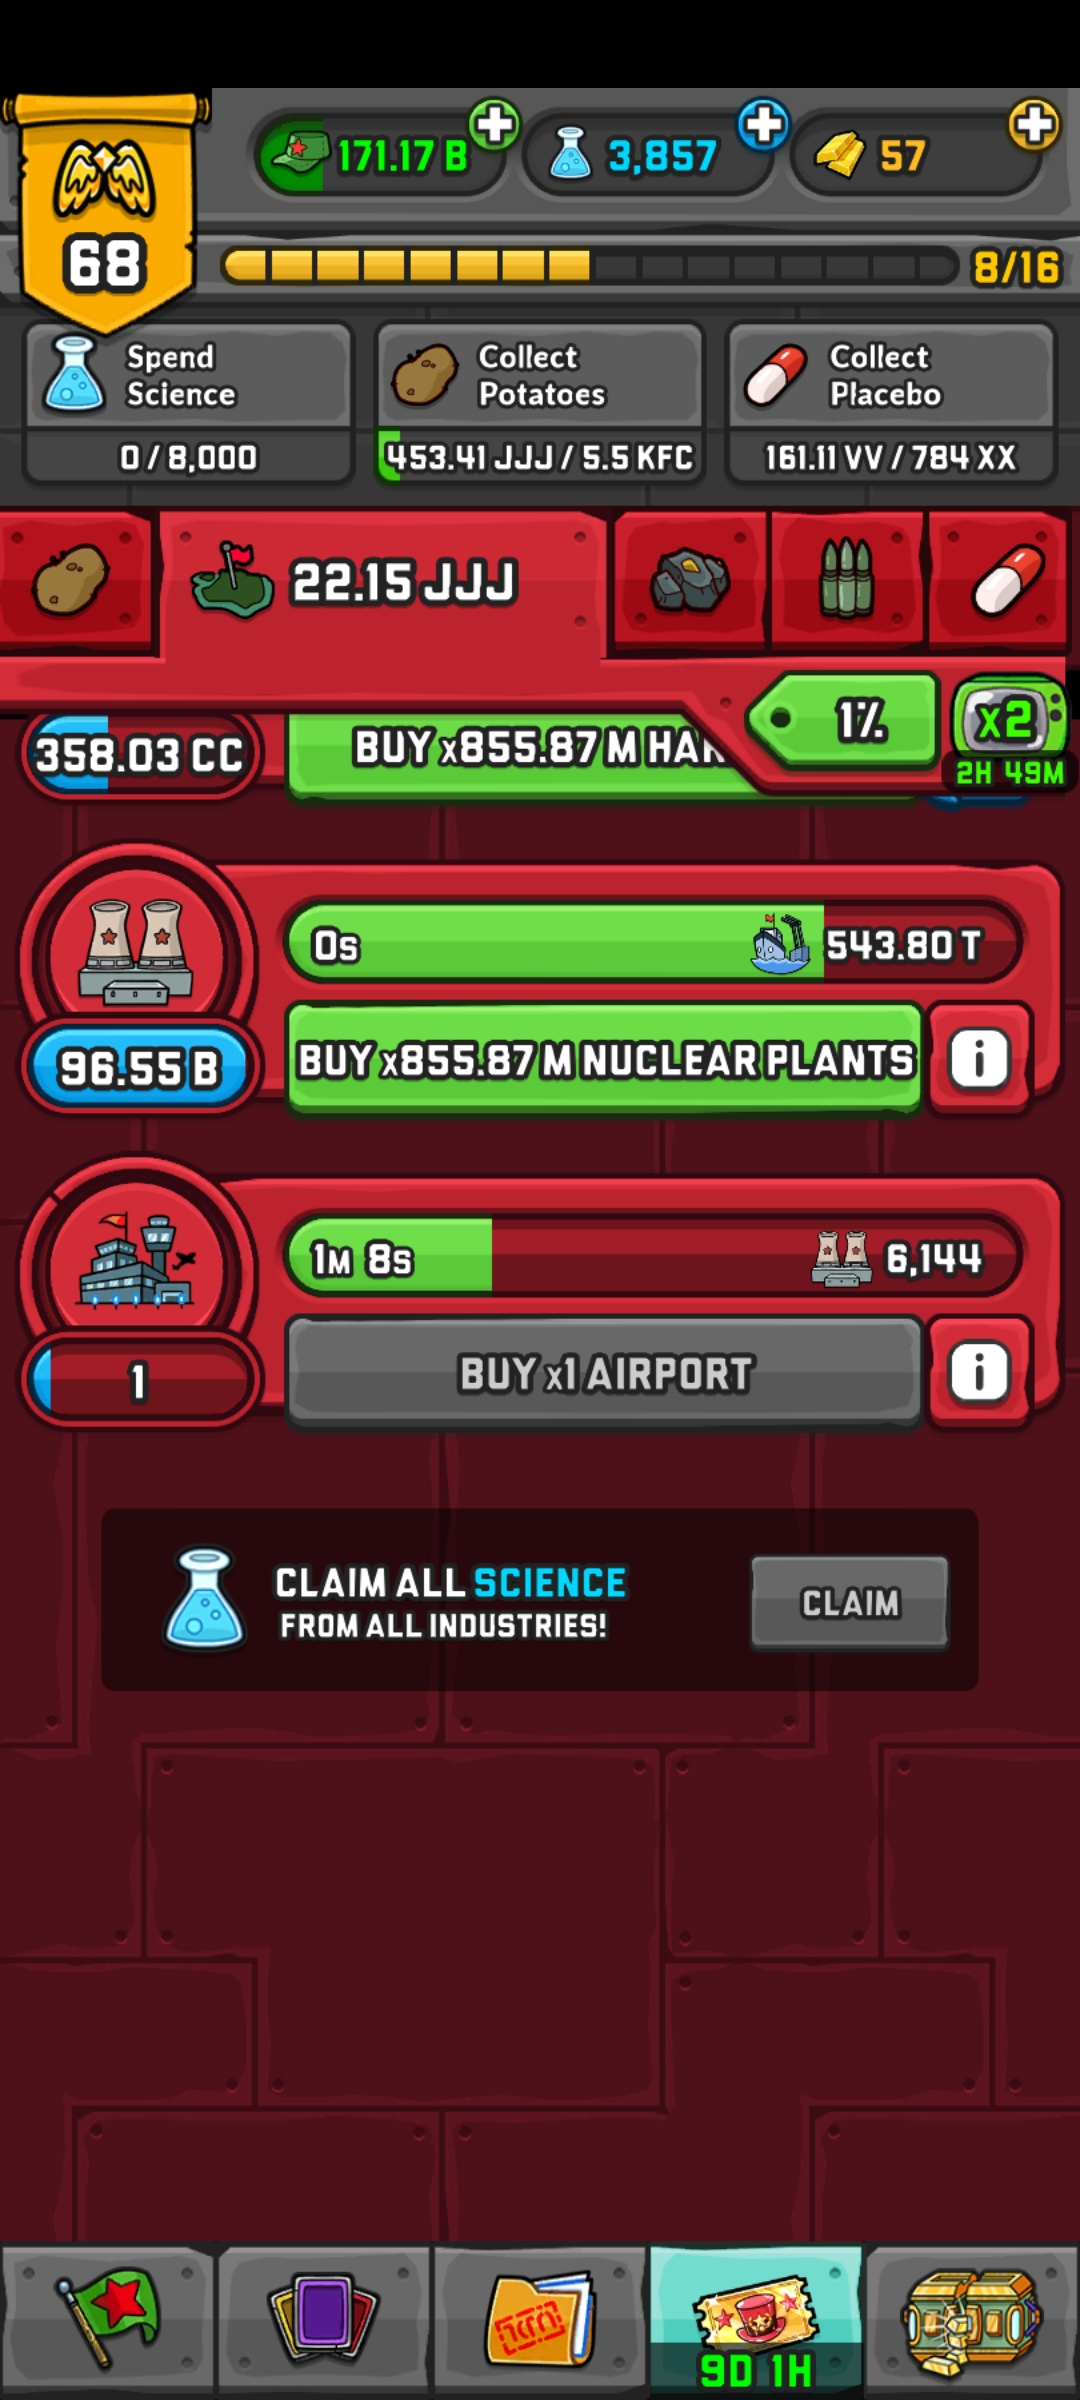 171.17 B
3,857
57
68
8/16
Spend
Science
0 / 8,000
Collect
Potatoes
453.41 JJJ / 5.5 KFC
Collect
Placebo
161.11 VV / 784 XX
22.15 JJJ
1%
x2
2H 49M
358.03 CC
BUY x855.87 M HAR
0s
543.80 T
96.55 B
BUY x855.87 M NUCLEAR PLANTS
i
1M 8s
6,144
1
BUY x1 AIRPORT
i
CLAIM ALL SCIENCE
FROM ALL INDUSTRIES!
CLAIM
9D 1H